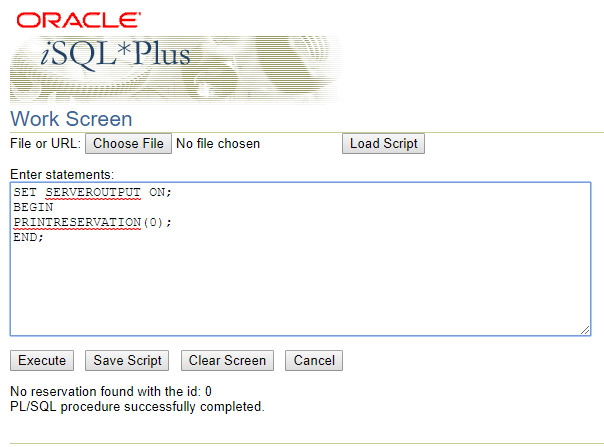 ORACLE
iSQL*Plus
Work Screen
File or URL: Choose File No file chosen Load Script
Enter statements:
SET SERVEROUTPUT ON;
BEGIN
PRINTRESERVATION(0);
END;
Execute Save Script Clear Screen Cancel
No reservation found with the id: 0
PL/SQL procedure successfully completed.